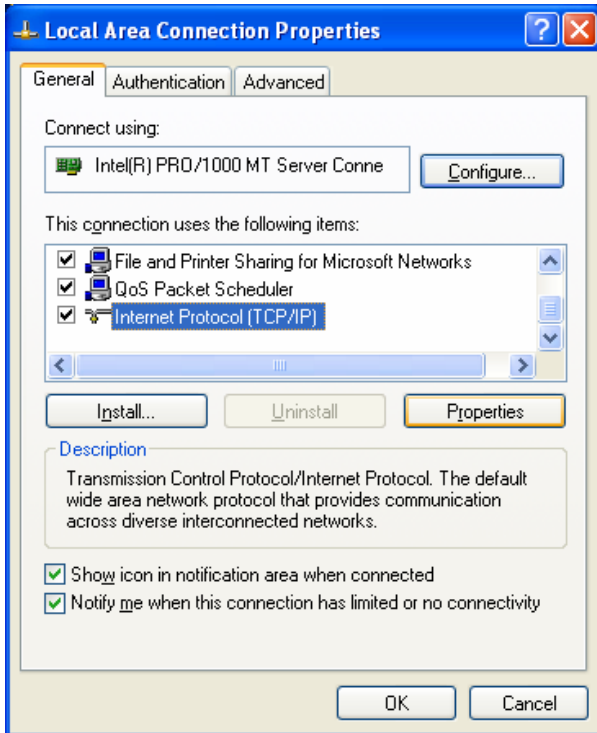 Local Area Connection Properties
General Authentication Advanced
Connect using:
Intel(R) PRO/1000 MT Server Conne
Configure...
This connection uses the following items:
File and Printer Sharing for Microsoft Networks
QoS Packet Scheduler
Internet Protocol (TCP/IP)
Install... Uninstall Properties
Description
Transmission Control Protocol/Internet Protocol. The default
wide area network protocol that provides communication
across diverse interconnected networks.
Show icon in notification area when connected
Notify me when this connection has limited or no connectivity
OK Cancel